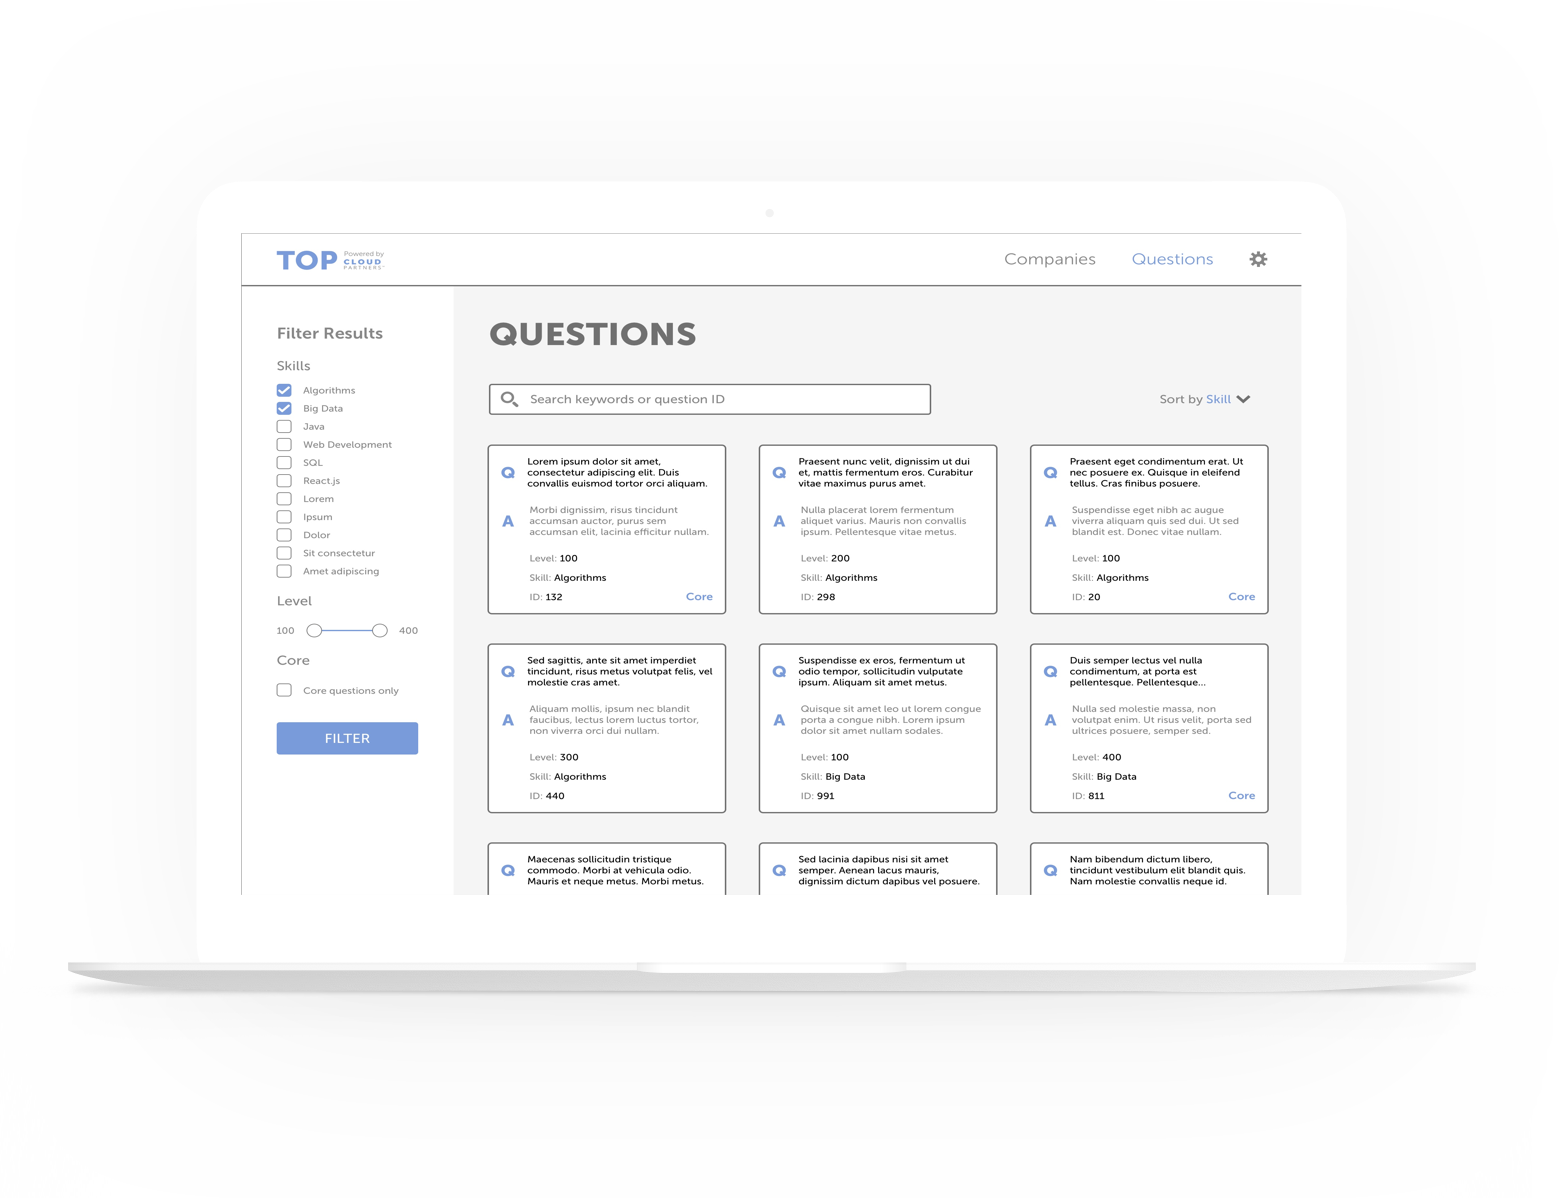 TOP
Powered by
CLOUD
PARTNERS
Companies
Questions
Filter Results
Skills
Algorithms
Big Data
Java
Web Development
SQL
React.js
Lorem
Ipsum
Dolor
Sit consectetur
Amet adipiscing
Level
100
400
Core
Core questions only
FILTER
QUESTIONS
Search keywords or question ID
Sort by Skill
Q
Lorem ipsum dolor sit amet,
consectetur adipiscing elit. Duis
convallis euismod tortor orci aliquam.
A
Morbi dignissim, risus tincidunt
accumsan auctor, purus sem
accumsan elit, lacinia efficitur nullam.
Level: 100
Skill: Algorithms
ID: 132
Core
Q
Praesent nunc velit, dignissim ut dui
et, mattis fermentum eros. Curabitur
vitae maximus purus amet.
A
Nulla placerat lorem fermentum
aliquet varius. Mauris non convallis
ipsum. Pellentesque vitae metus.
Level: 200
Skill: Algorithms
ID: 298
Q
Praesent eget condimentum erat. Ut
nec posuere ex. Quisque in eleifend
tellus. Cras finibus posuere.
A
Suspendisse eget nibh ac augue
viverra aliquam quis sed dui. Ut sed
blandit est. Donec vitae nullam.
Level: 100
Skill: Algorithms
ID: 20
Core
Q
Sed sagittis, ante sit amet imperdiet
tincidunt, risus metus volutpat felis, vel
molestie cras amet.
A
Aliquam mollis, ipsum nec blandit
faucibus, lectus lorem luctus tortor,
non viverra orci dui nullam.
Level: 300
Skill: Algorithms
ID: 440
Q
Suspendisse ex eros, fermentum ut
odio tempor, sollicitudin vulputate
ipsum. Aliquam sit amet metus.
A
Quisque sit amet leo ut lorem congue
porta a congue nibh. Lorem ipsum
dolor sit amet nullam sodales.
Level: 100
Skill: Big Data
ID: 991
Q
Duis semper lectus vel nulla
condimentum, at porta est
pellentesque. Pellentesque...
A
Nulla sed molestie massa, non
volutpat enim. Ut risus velit, porta sed
ultrices posuere, semper sed.
Level: 400
Skill: Big Data
ID: 811
Core
Q
Maecenas sollicitudin tristique
commodo. Morbi at vehicula odio.
Mauris et neque metus. Morbi metus.
Q
Sed lacinia dapibus nisi sit amet
semper. Aenean lacus mauris,
dignissim dictum dapibus vel posuere.
Q
Nam bibendum dictum libero,
tincidunt vestibulum elit blandit quis.
Nam molestie convallis neque id.